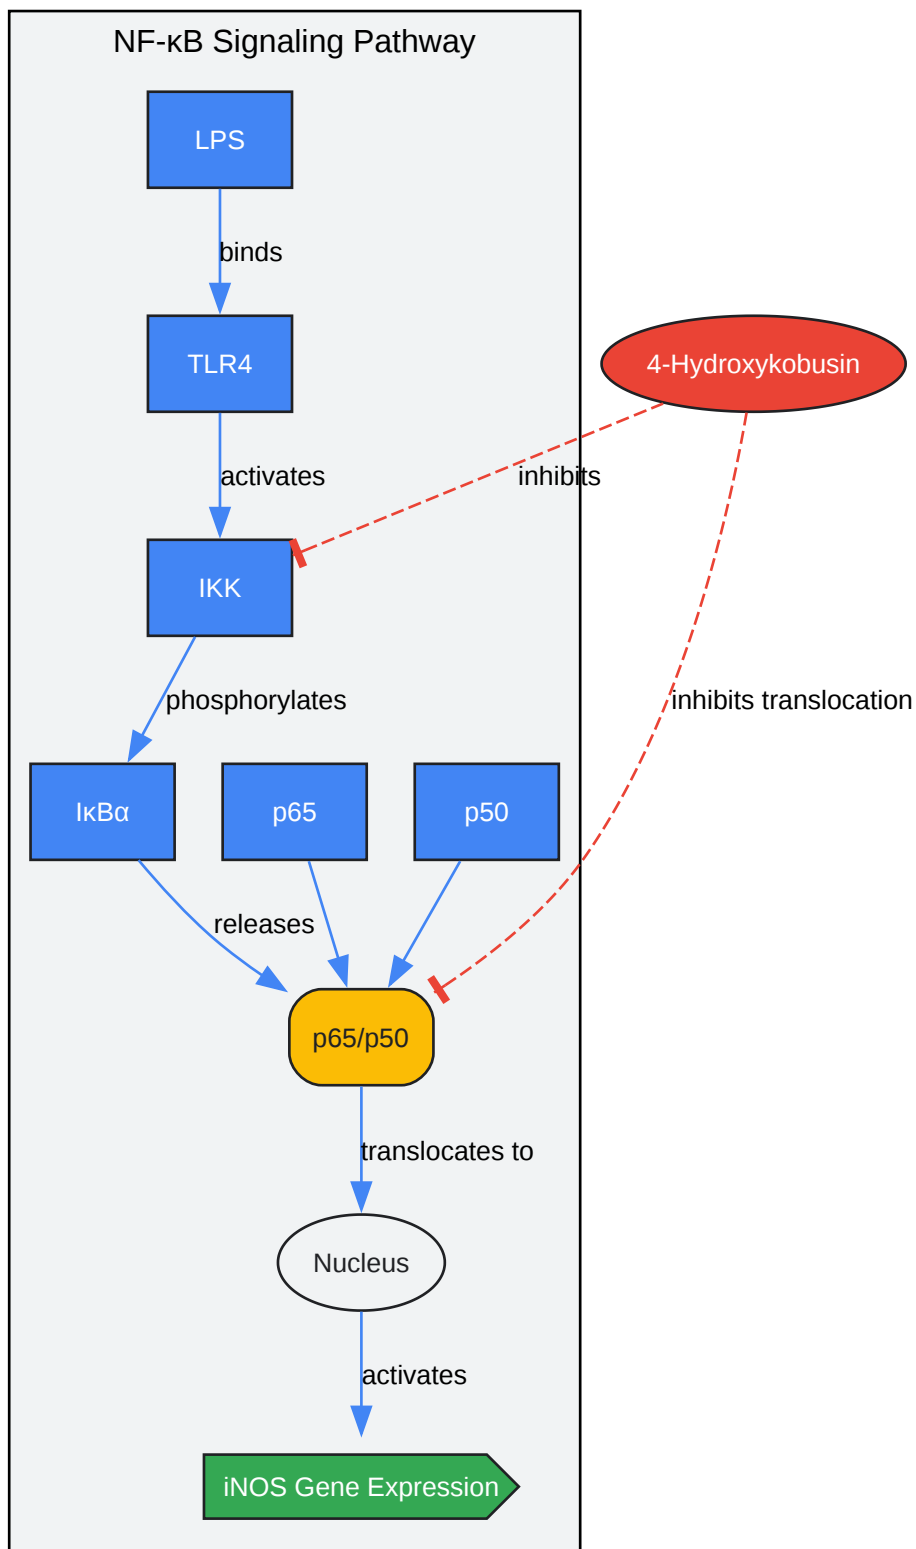 NF-κB Signaling Pathway
LPS
binds
TLR4
4-Hydroxykobusin
activates
inhibits
IKK
phosphorylates
inhibits translocation
IκBα
p65
p50
releases
p65/p50
translocates to
Nucleus
activates
iNOS Gene Expression